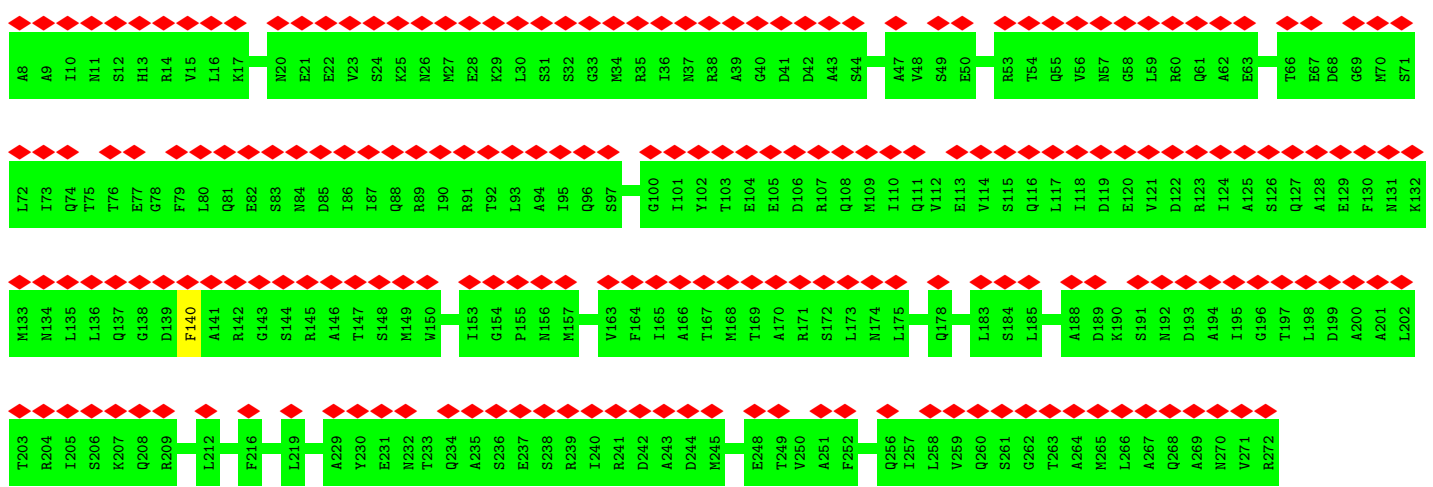 A8 A9 I10 N11 S12 H13 R14 V15 L16 K17 N20 E21 E22 V23 S24 K25 N26 M27 E28 K29 L30 S31 S32 G33 M34 R35 I36 N37 R38 A39 G40 D41 D42 A43 S44 A47 V48 S49 E50 R53 T54 Q55 V56 N57 G58 L59 R60 Q61 A62 E63 T66 E67 D68 G69 M70 S71
L72 I73 Q74 T75 T76 E77 G78 F79 L80 Q81 E82 S83 N84 D85 I86 I87 Q88 R89 I90 R91 T92 L93 A94 I95 Q96 S97 G100 I101 Y102 T103 E104 E105 D106 R107 Q108 M109 I110 Q111 V112 E113 V114 S115 Q116 L117 I118 D119 E120 V121 D122 R123 I124 A125 S126 Q127 A128 E129 F130 N131 K132
M133 N134 L135 L136 Q137 G138 D139 F140 A141 R142 G143 S144 R145 A146 T147 S148 M149 W150 I153 G154 P155 N156 M157 V163 F164 I165 A166 T167 M168 T169 A170 R171 S172 L173 N174 L175 Q178 L183 S184 L185 A188 D189 K190 S191 N192 D193 A194 I195 G196 T197 L198 D199 A200 A201 L202
T203 R204 I205 S206 K207 Q208 R209 L212 F216 L219 A229 Y230 E231 N232 T233 Q234 A235 S236 E237 S238 R239 I240 R241 D242 A243 D244 M245 E248 T249 V250 A251 F252 Q256 I257 L258 V259 Q260 S261 G262 T263 A264 M265 L266 A267 Q268 A269 N270 V271 R272